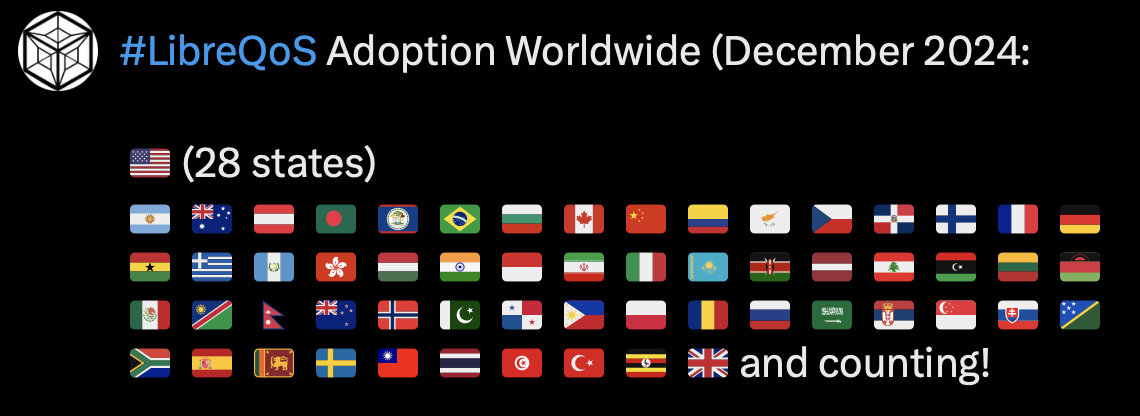 #LibreQoS Adoption Worldwide (December 2024:
(28 states)
and counting!